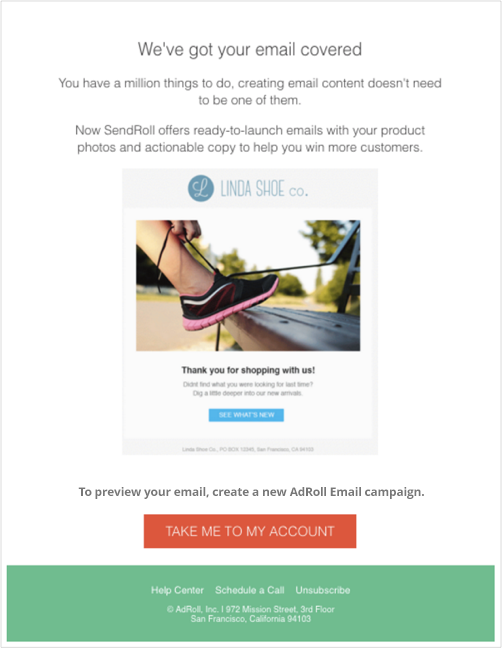 We've got your email covered
You have a million things to do, creating email content doesn't need
to be one of them.
Now SendRoll offers ready-to-launch emails with your product
photos and actionable copy to help you win more customers.
L LINDA SHOE CO.
Thank you for shopping with us!
Didnt find what you were looking for last time?
Dig a little deeper into our new arrivals.
SEE WHAT'S NEW
Linda Shoe Co., PO BOX 12345, San Francisco, CA 94103
To preview your email, create a new AdRoll Email campaign.
TAKE ME TO MY ACCOUNT
Help Center Schedule a Call Unsubscribe
© AdRoll, Inc. I 972 Mission Street, 3rd Floor
San Francisco, California 94103